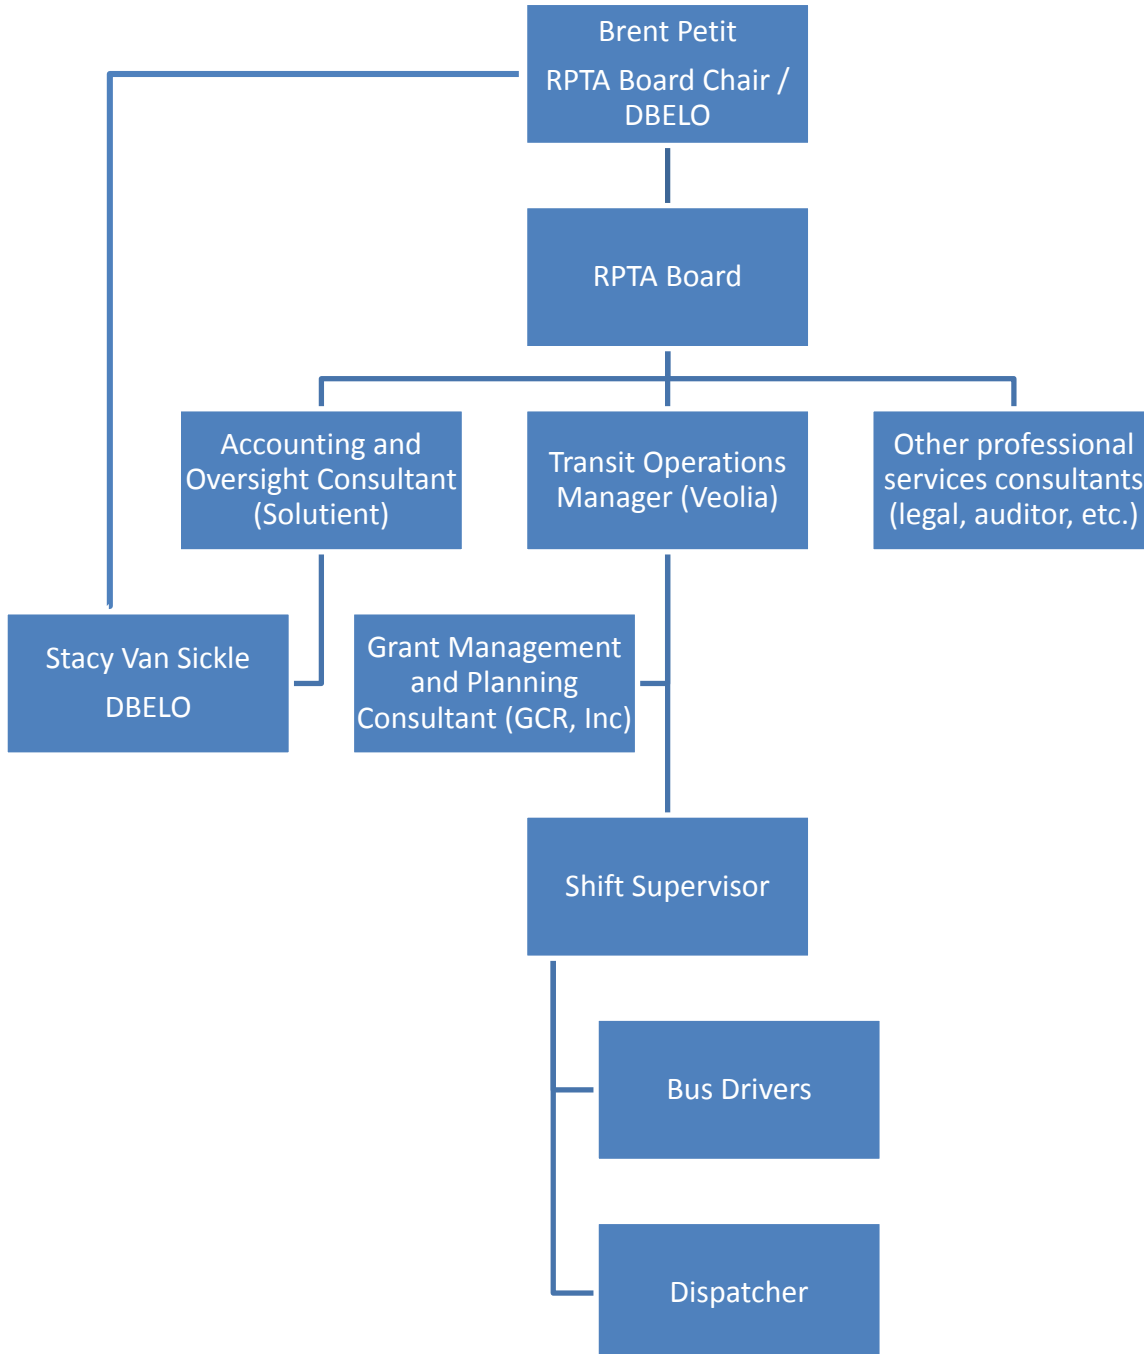 Brent Petit
RPTA Board Chair /
DBELO
RPTA Board
Accounting and
Oversight Consultant
(Solutient)
Transit Operations
Manager (Veolia)
Other professional
services consultants
(legal, auditor, etc.)
Stacy Van Sickle
DBELO
Grant Management
and Planning
Consultant (GCR, Inc)
Shift Supervisor
Bus Drivers
Dispatcher